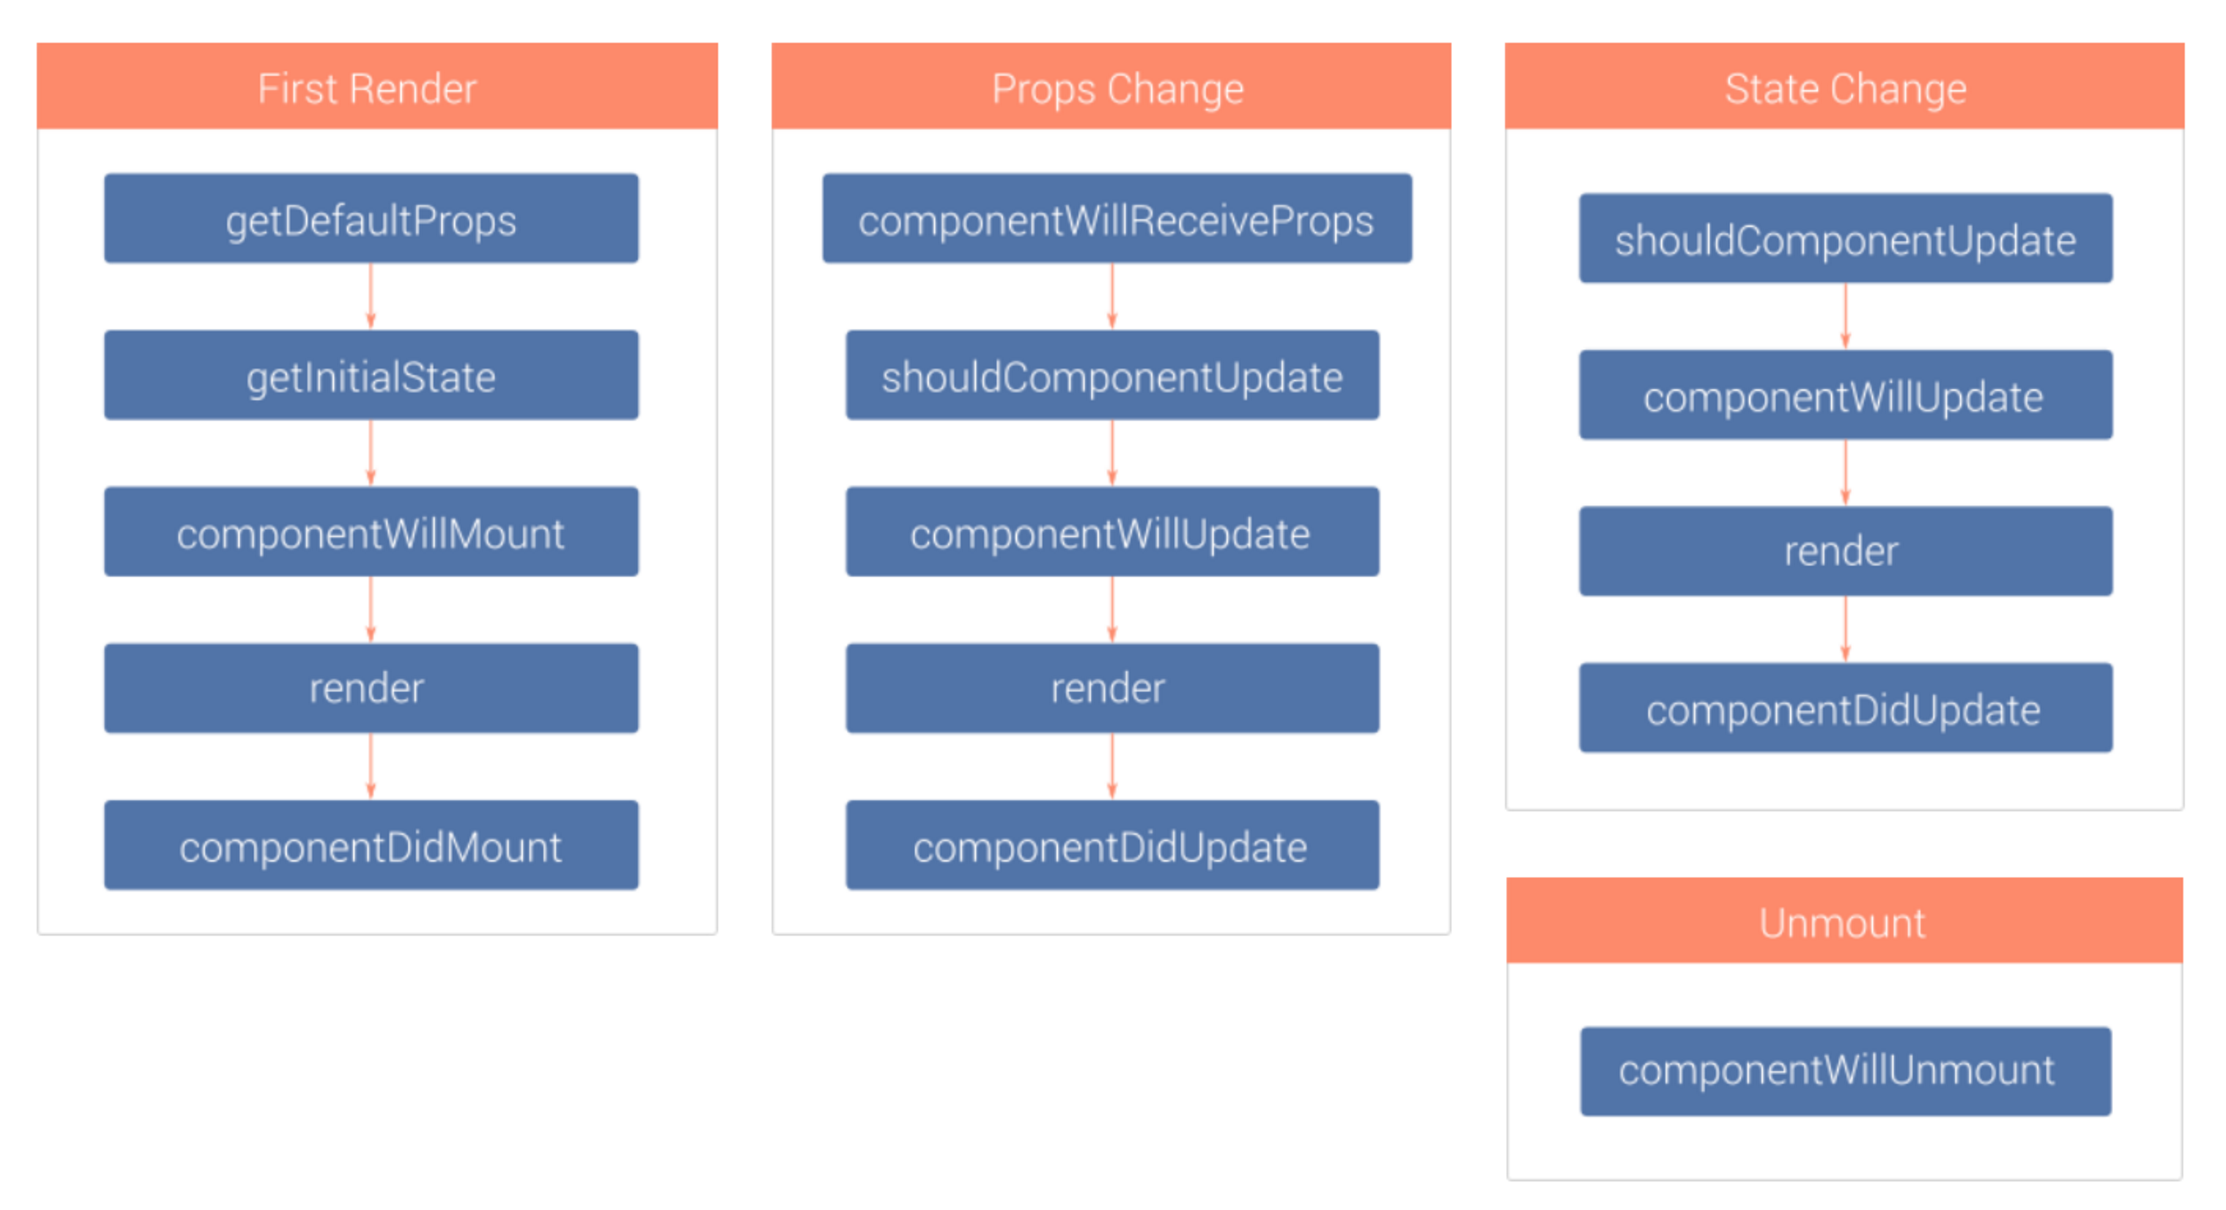 First Render
getDefaultProps
getInitialState
componentWillMount
render
componentDidMount
Props Change
componentWillReceiveProps
shouldComponentUpdate
componentWillUpdate
render
componentDidUpdate
State Change
shouldComponentUpdate
componentWillUpdate
render
componentDidUpdate
Unmount
componentWillUnmount